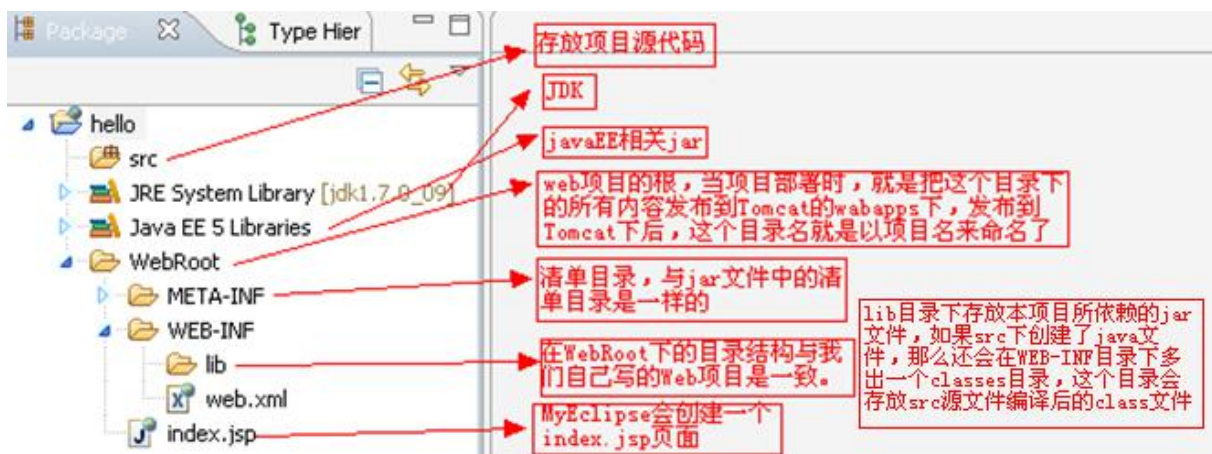 Package
Type Hier
hello
src
JRE System Library [jdk1.7.0_09]
Java EE 5 Libraries
WebRoot
META-INF
WEB-INF
lib
web.xml
index.jsp
存放项目源代码
JDK
javaEE相关jar
web项目的根，当项目部署时，就是把这个目录下
的所有内容发布到Tomcat的wabapps下，发布到
Tomcat下后，这个目录名就是以项目名来命名了
清单目录，与jar文件中的清
单目录是一样的
在WebRoot下的目录结构与我
们自己写的Web项目是一致。
MyEclipse会创建一个
index.jsp页面
lib目录下存放本项目所依赖的jar
文件，如果src下创建了java文
件，那么还会在WEB-INF目录下多
出一个classes目录，这个目录会
存放src源文件编译后的class文件